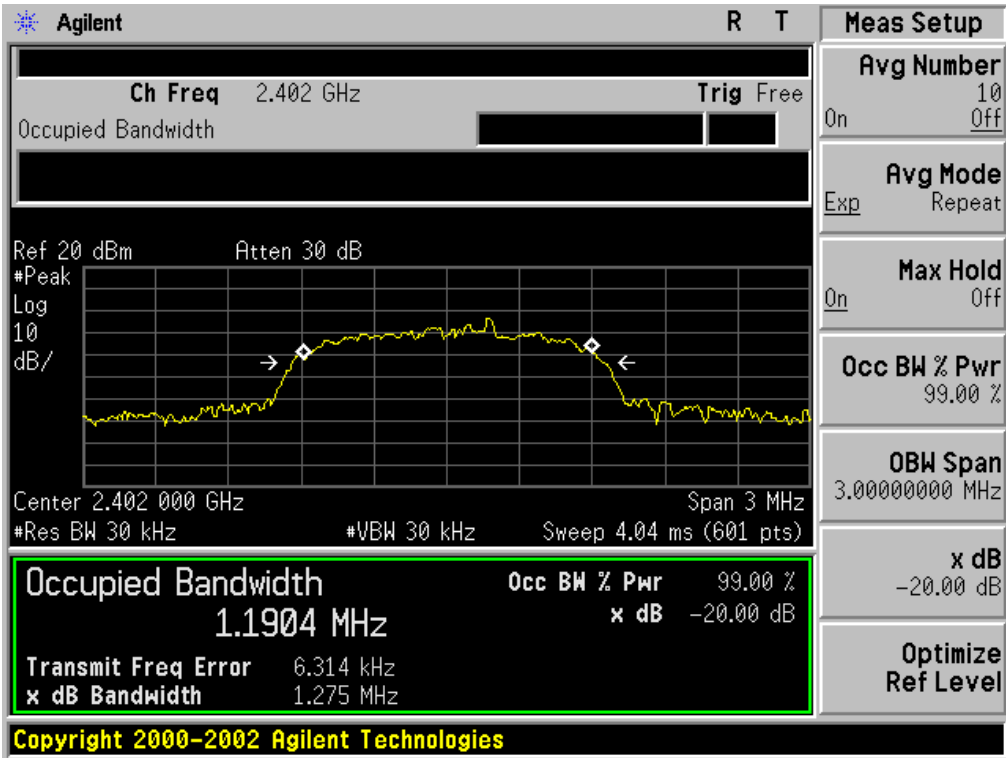 Agilent R T
Ch Freq 2.402 GHz Trig Free
Occupied Bandwidth
Ref 20 dBm Atten 30 dB
#Peak
Log
10
dB/
Center 2.402 000 GHz Span 3 MHz
#Res BW 30 kHz #VBW 30 kHz Sweep 4.04 ms (601 pts)
Occupied Bandwidth Occ BW % Pwr 99.00 %
1.1904 MHz x dB -20.00 dB
Transmit Freq Error 6.314 kHz
x dB Bandwidth 1.275 MHz
Copyright 2000-2002 Agilent Technologies
Meas Setup
Avg Number
10
On Off
Avg Mode
Exp Repeat
Max Hold
On Off
Occ BW % Pwr
99.00 %
OBW Span
3.00000000 MHz
x dB
-20.00 dB
Optimize
Ref Level